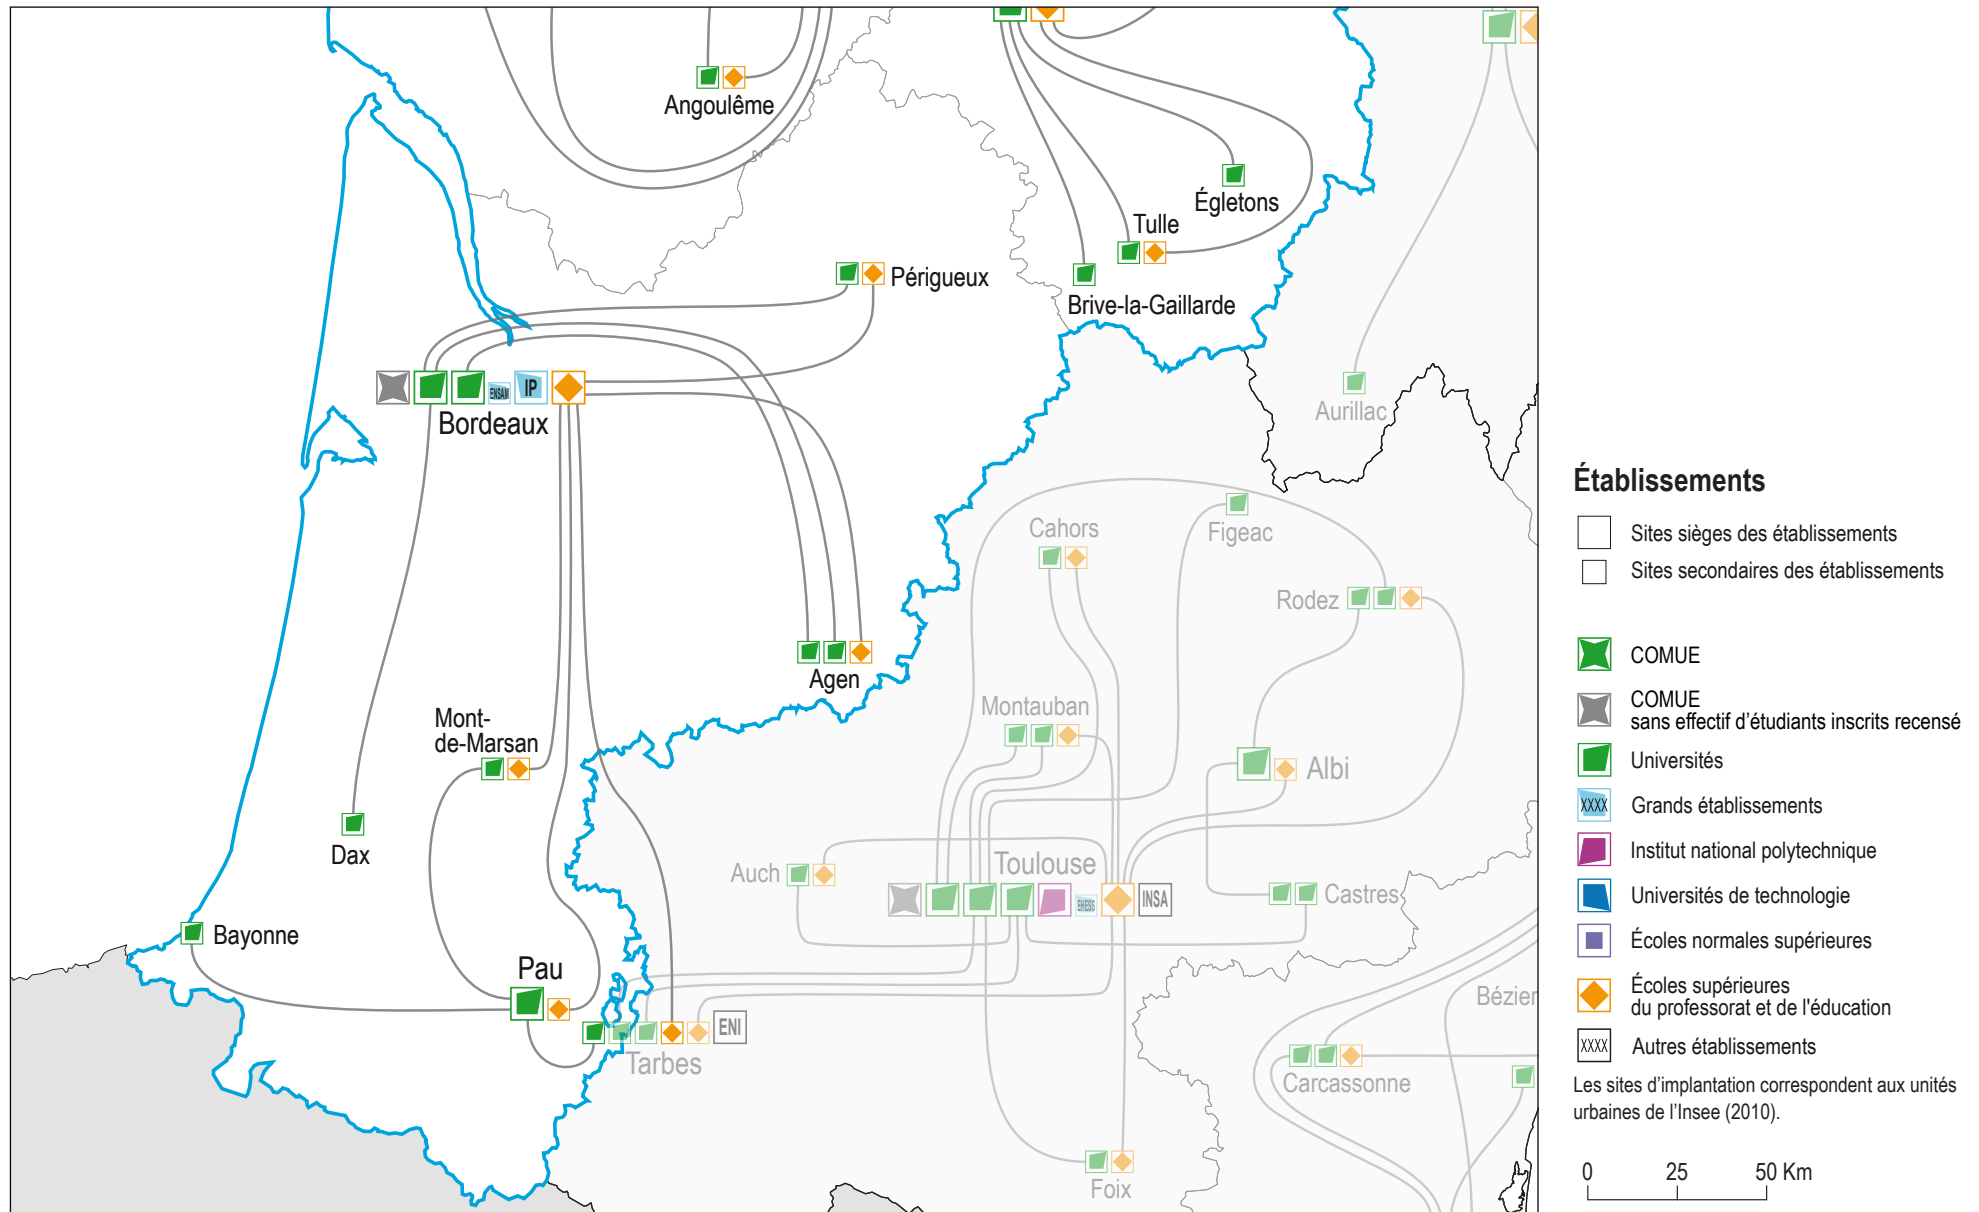 Angoulême
Égletons
Tulle
Périgueux
Brive-la-Gaillarde
ENSAM
IP
Bordeaux
Aurillac
Cahors
Figeac
Rodez
Agen
Montauban
Mont-
de-Marsan
Albi
Dax
Auch
Toulouse
EHESS
INSA
Castres
Bayonne
Pau
Bézier
ENI
Tarbes
Carcassonne
Foix
Établissements
Sites sièges des établissements
Sites secondaires des établissements
COMUE
COMUE
sans effectif d'étudiants inscrits recensé
Universités
XXXX
Grands établissements
Institut national polytechnique
Universités de technologie
Écoles normales supérieures
Écoles supérieures
du professorat et de l'éducation
XXXX
Autres établissements
Les sites d'implantation correspondent aux unités
urbaines de l'Insee (2010).
0 25 50 Km